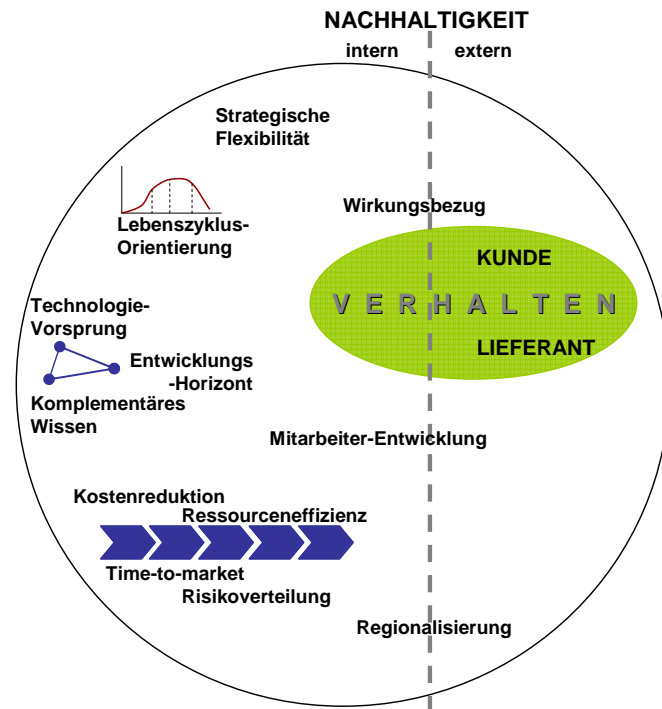 NACHHALTIGKEIT
intern extern
Strategische
Flexibilität
Lebenszyklus-
Orientierung
Wirkungsbezug
KUNDE
VERHALTEN
LIEFERANT
Technologie-
Vorsprung
Entwicklungs
-Horizont
Komplementäres
Wissen
Mitarbeiter-Entwicklung
Kostenreduktion
Ressourceneffizienz
Time-to-market
Risikoverteilung
Regionalisierung